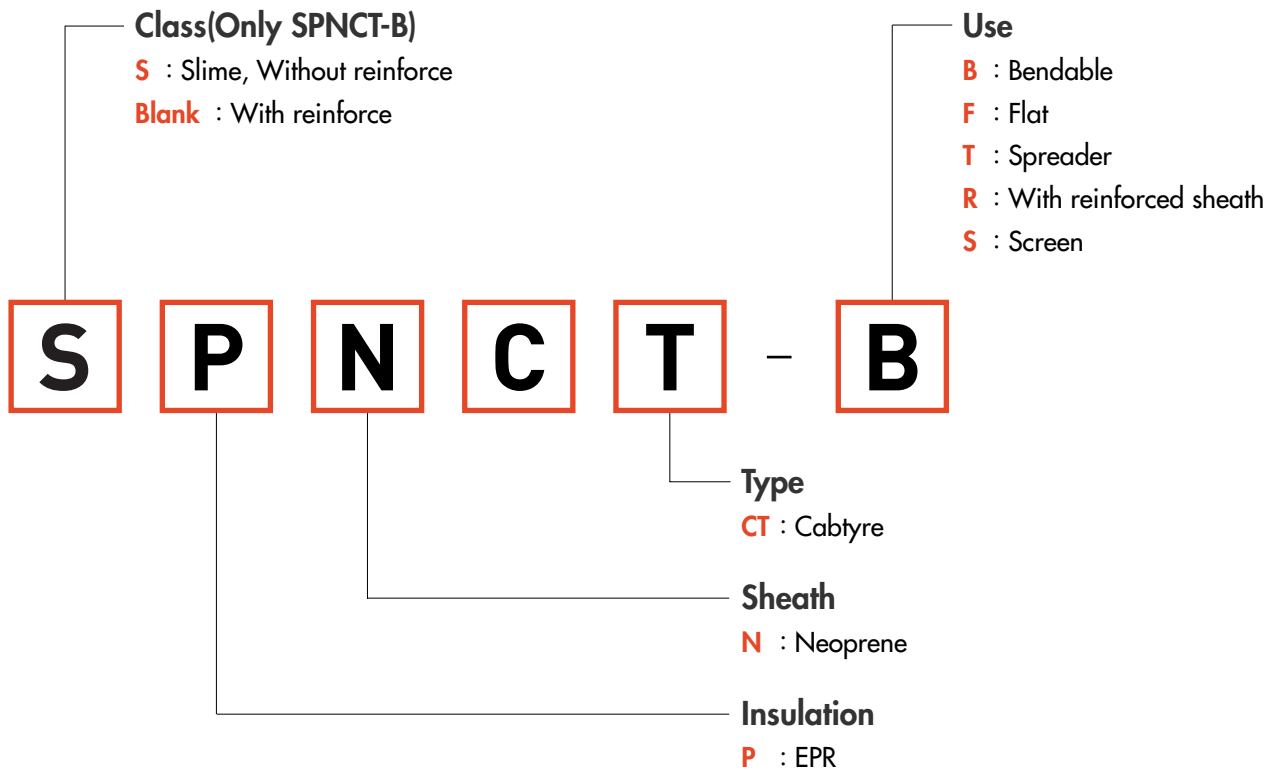 Class(Only SPNCT-B)
S : Slime, Without reinforce
Blank : With reinforce
Use
B : Bendable
F : Flat
T : Spreader
R : With reinforced sheath
S : Screen
S P N C T – B
Type
CT : Cabtyre
Sheath
N : Neoprene
Insulation
P : EPR